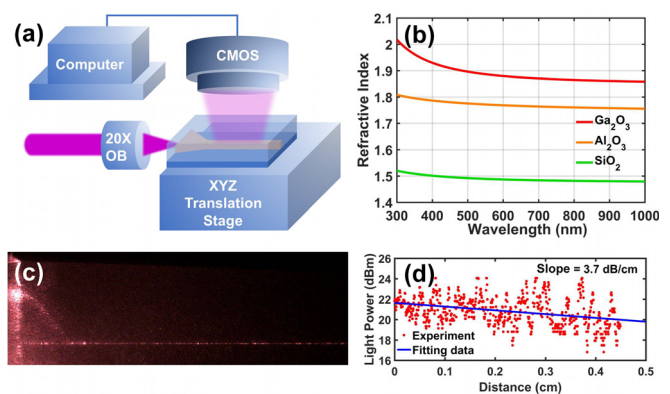 (a)
Computer
CMOS
20X
OB
XYZ
Translation
Stage
(b)
Refractive Index
2.1
2
1.9
1.8
1.7
1.6
1.5
1.4
Ga₂O₃
Al₂O₃
SiO₂
300 400 500 600 700 800 900 1000
Wavelength (nm)
(c)
(d)
Slope = 3.7 dB/cm
Light Power (dBm)
26
24
22
20
18
16
Experiment
Fitting data
0 0.1 0.2 0.3 0.4 0.5
Distance (cm)